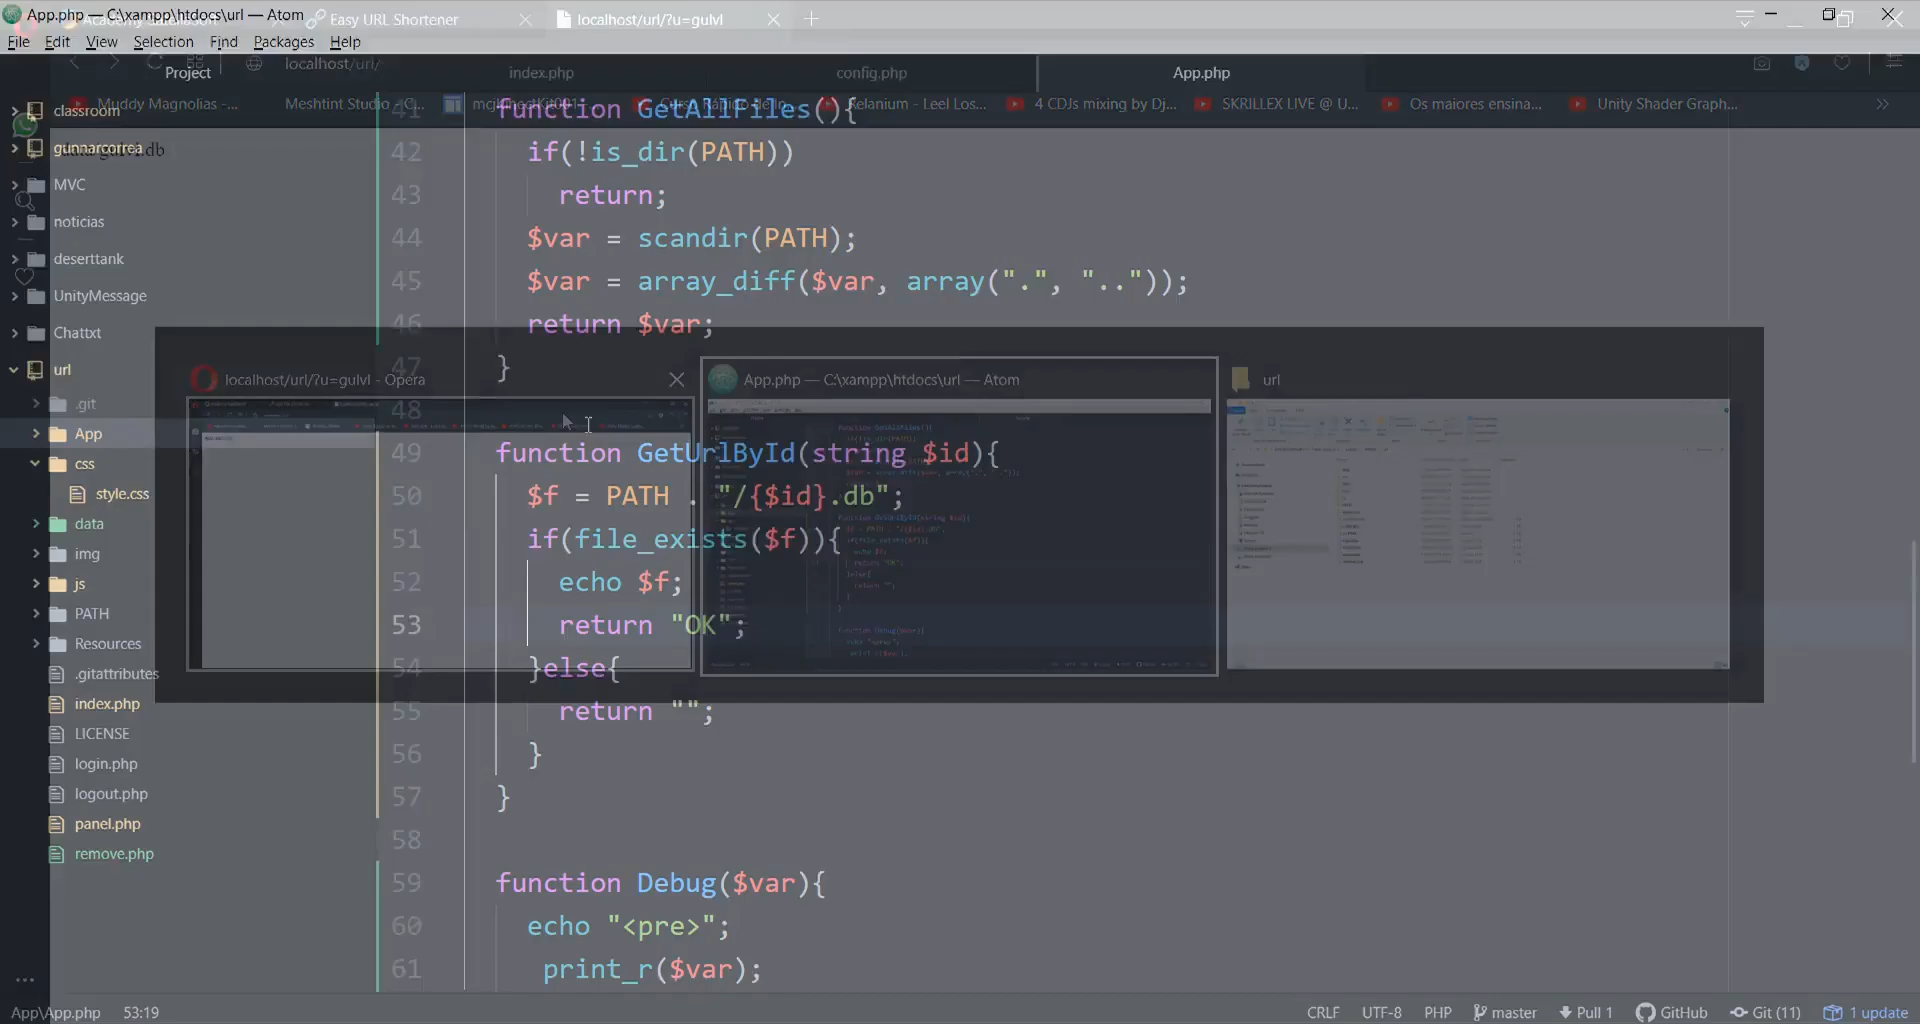 App.php — C:\xampp\htdocs\url — Atom
Easy URL Shortener
localhost/url/?u=gulvl
File Edit View Selection Find Packages Help
localhost/url/
Project
index.php
config.php
App.php
Muddy Magnolias -...
Meshtint Studio
Xelanium - Leel Los...
4 CDJs mixing by Dj...
SKRILLEX LIVE @ U...
Os maiores ensina...
Unity Shader Graph...
classroom
gunnarcorrea
MVC
noticias
deserttank
UnityMessage
Chattxt
url
.git
App
css
style.css
data
img
js
PATH
Resources
.gitattributes
index.php
LICENSE
login.php
logout.php
panel.php
remove.php
41 function GetAllFiles(){
42 if(!is_dir(PATH))
43 return;
44 $var = scandir(PATH);
45 $var = array_diff($var, array(".", ".."));
46 return $var;
47 }
48
localhost/url/?u=gulvl - Opera
App.php — C:\xampp\htdocs\url — Atom
url
49 function GetUrlById(string $id){
50 $f = PATH . "/{$id}.db";
51 if(file_exists($f)){
52 echo $f;
53 return "OK";
54 }else{
55 return "";
56 }
57 }
58
59 function Debug($var){
60 echo "<pre>";
61 print_r($var);
App\App.php 53:19
CRLF UTF-8 PHP master Pull 1 GitHub Git (11) 1 update